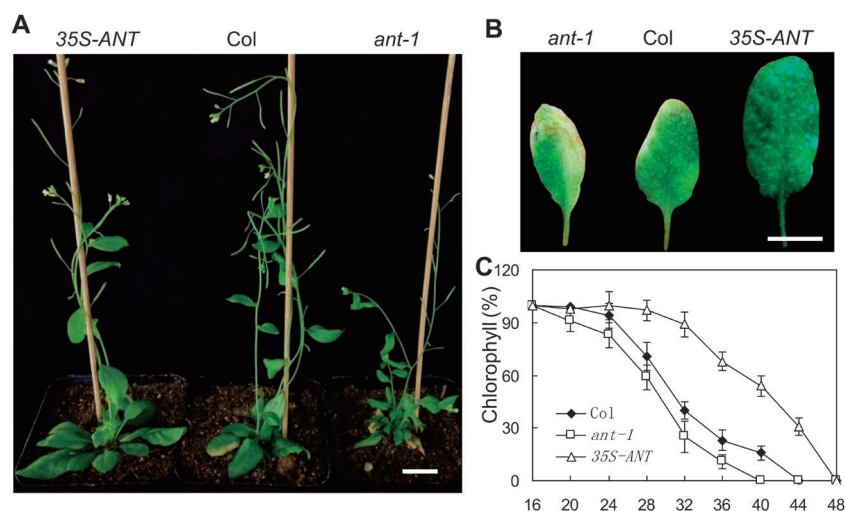 A
35S-ANT Col ant-1
B
ant-1 Col 35S-ANT
C
Chlorophyll (%)
120
90
60
30
0
Col
ant-1
35S-ANT
16 20 24 28 32 36 40 44 48